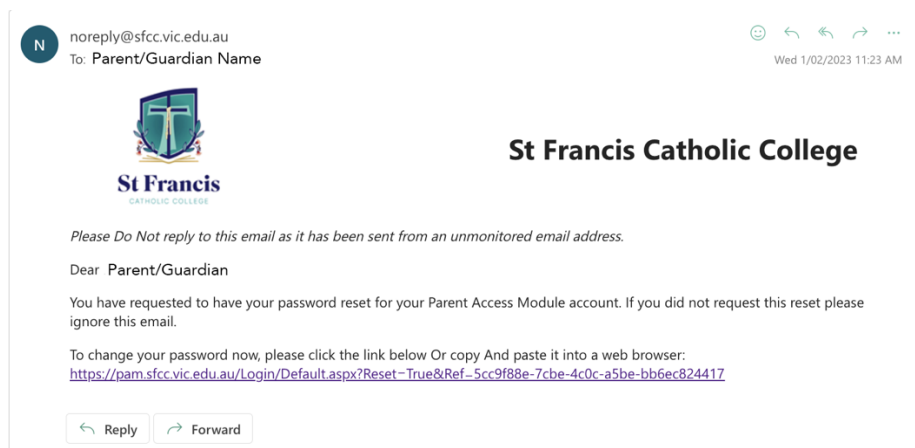 N
noreply@sfcc.vic.edu.au
To: Parent/Guardian Name
Wed 1/02/2023 11:23 AM
St Francis
CATHOLIC COLLEGE
St Francis Catholic College
Please Do Not reply to this email as it has been sent from an unmonitored email address.
Dear Parent/Guardian
You have requested to have your password reset for your Parent Access Module account. If you did not request this reset please
ignore this email.
To change your password now, please click the link below Or copy And paste it into a web browser:
https://pam.sfcc.vic.edu.au/Login/Default.aspx?Reset=True&Ref=5cc9f88e-7cbe-4c0c-a5be-bb6ec824417
Reply
Forward